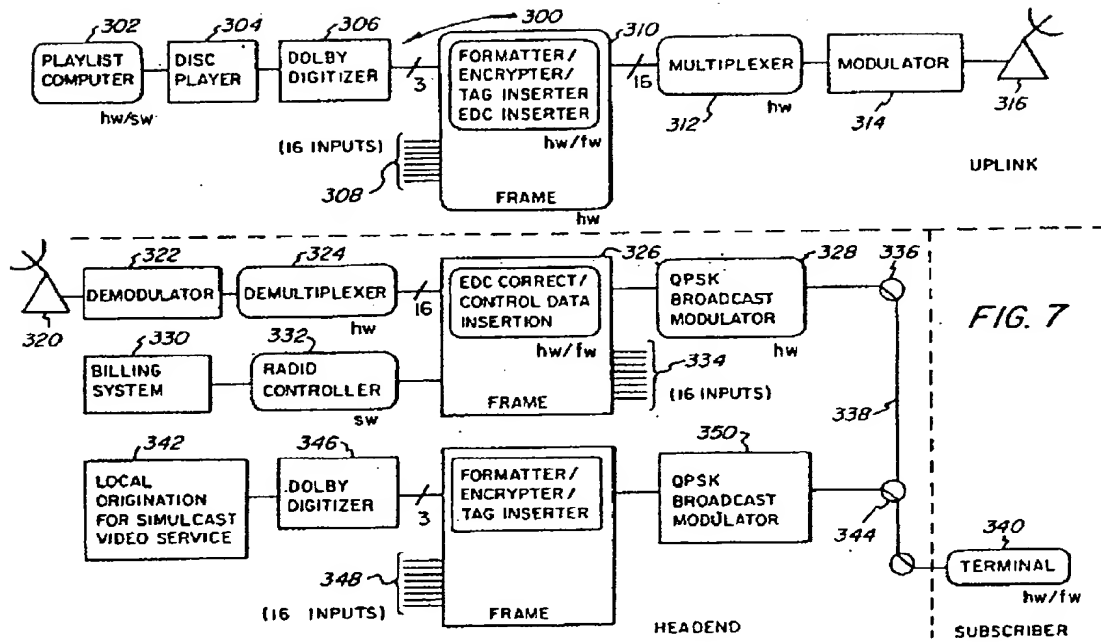 302
304
306
300
310
PLAYLIST
COMPUTER
hw/sw
DISC
PLAYER
DOLBY
DIGITIZER
3
FORMATTER/
ENCRYPTER/
TAG INSERTER
EDC INSERTER
hw/fw
(16 INPUTS)
308
FRAME
hw
16
MULTIPLEXER
312
hw
MODULATOR
314
316
UPLINK
320
322
DEMODULATOR
324
DEMULTIPLEXER
hw
16
326
EDC CORRECT/
CONTROL DATA
INSERTION
hw/fw
FRAME
328
QPSK
BROADCAST
MODULATOR
hw
336
FIG. 7
330
BILLING
SYSTEM
332
RADIO
CONTROLLER
sw
334
(16 INPUTS)
338
342
LOCAL
ORIGINATION
FOR SIMULCAST
VIDEO SERVICE
346
DOLBY
DIGITIZER
3
FORMATTER/
ENCRYPTER/
TAG INSERTER
348
(16 INPUTS)
FRAME
350
QPSK
BROADCAST
MODULATOR
344
340
TERMINAL
hw/fw
HEADEND
SUBSCRIBER